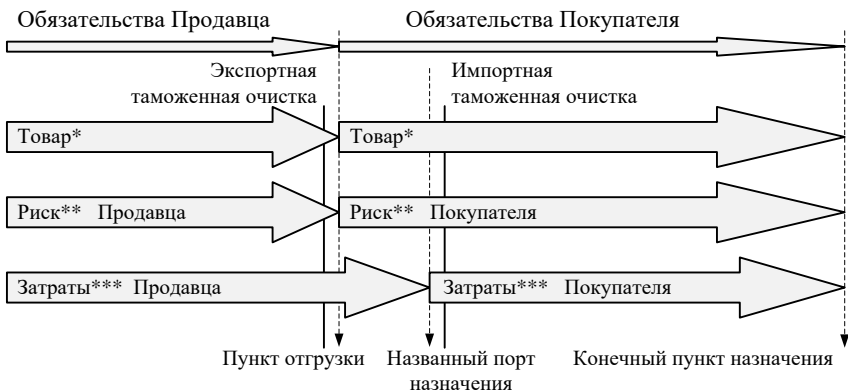 Обязательства Продавца
Обязательства Покупателя
Экспортная
таможенная очистка
Импортная
таможенная очистка
Товар*
Товар*
Риск** Продавца
Риск** Покупателя
Затраты*** Продавца
Затраты*** Покупателя
Пункт отгрузки
Названный порт
назначения
Конечный пункт назначения